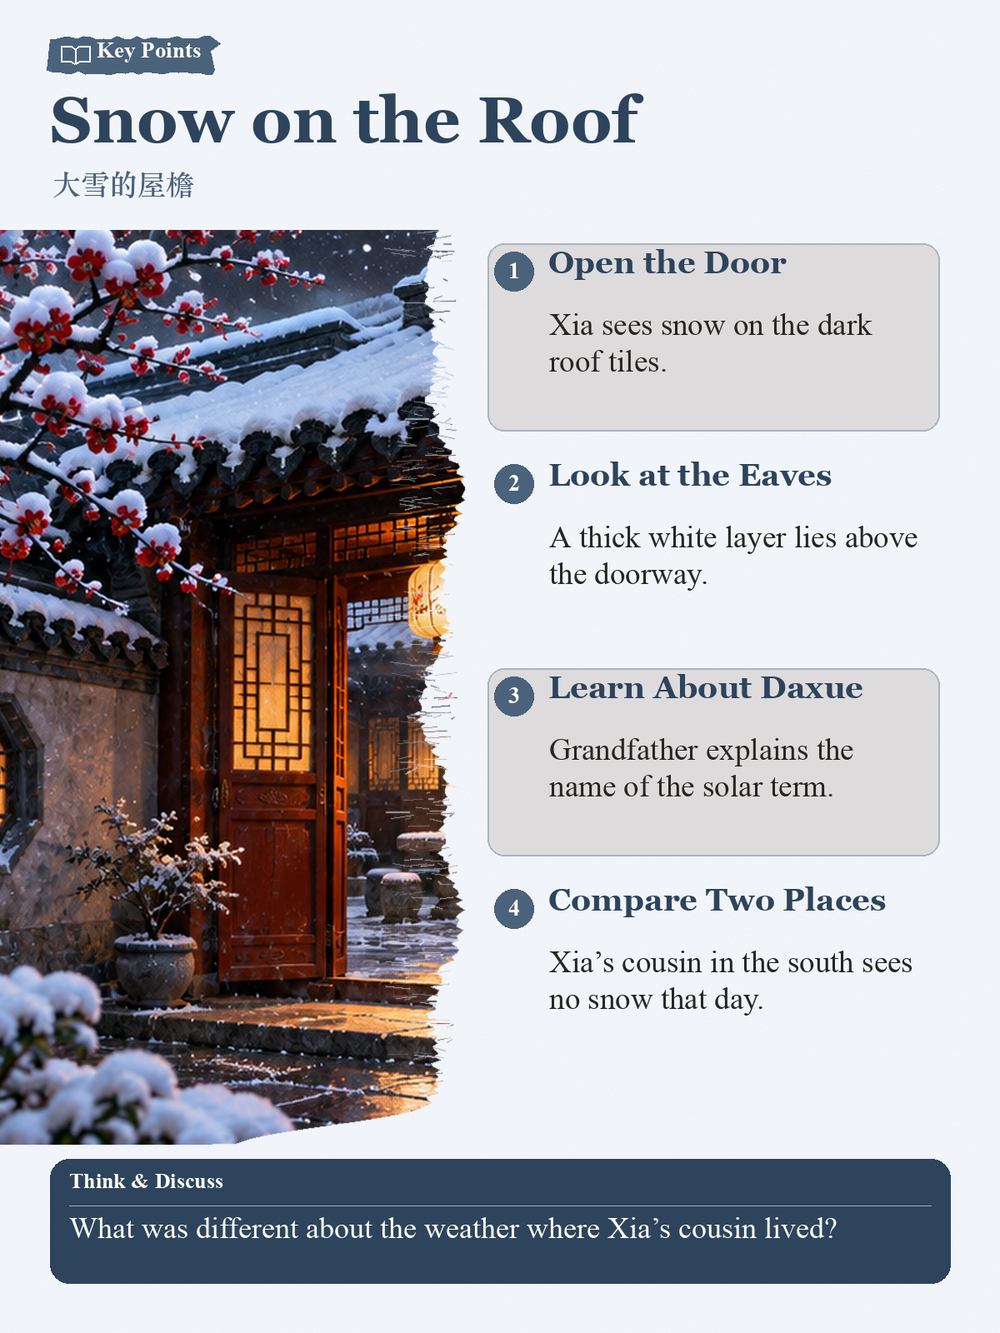 Key Points
Snow on the Roof
大雪的屋檐
1 Open the Door
Xia sees snow on the dark
roof tiles.
2 Look at the Eaves
A thick white layer lies above
the doorway.
3 Learn About Daxue
Grandfather explains the
name of the solar term.
4 Compare Two Places
Xia’s cousin in the south sees
no snow that day.
Think & Discuss
What was different about the weather where Xia’s cousin lived?